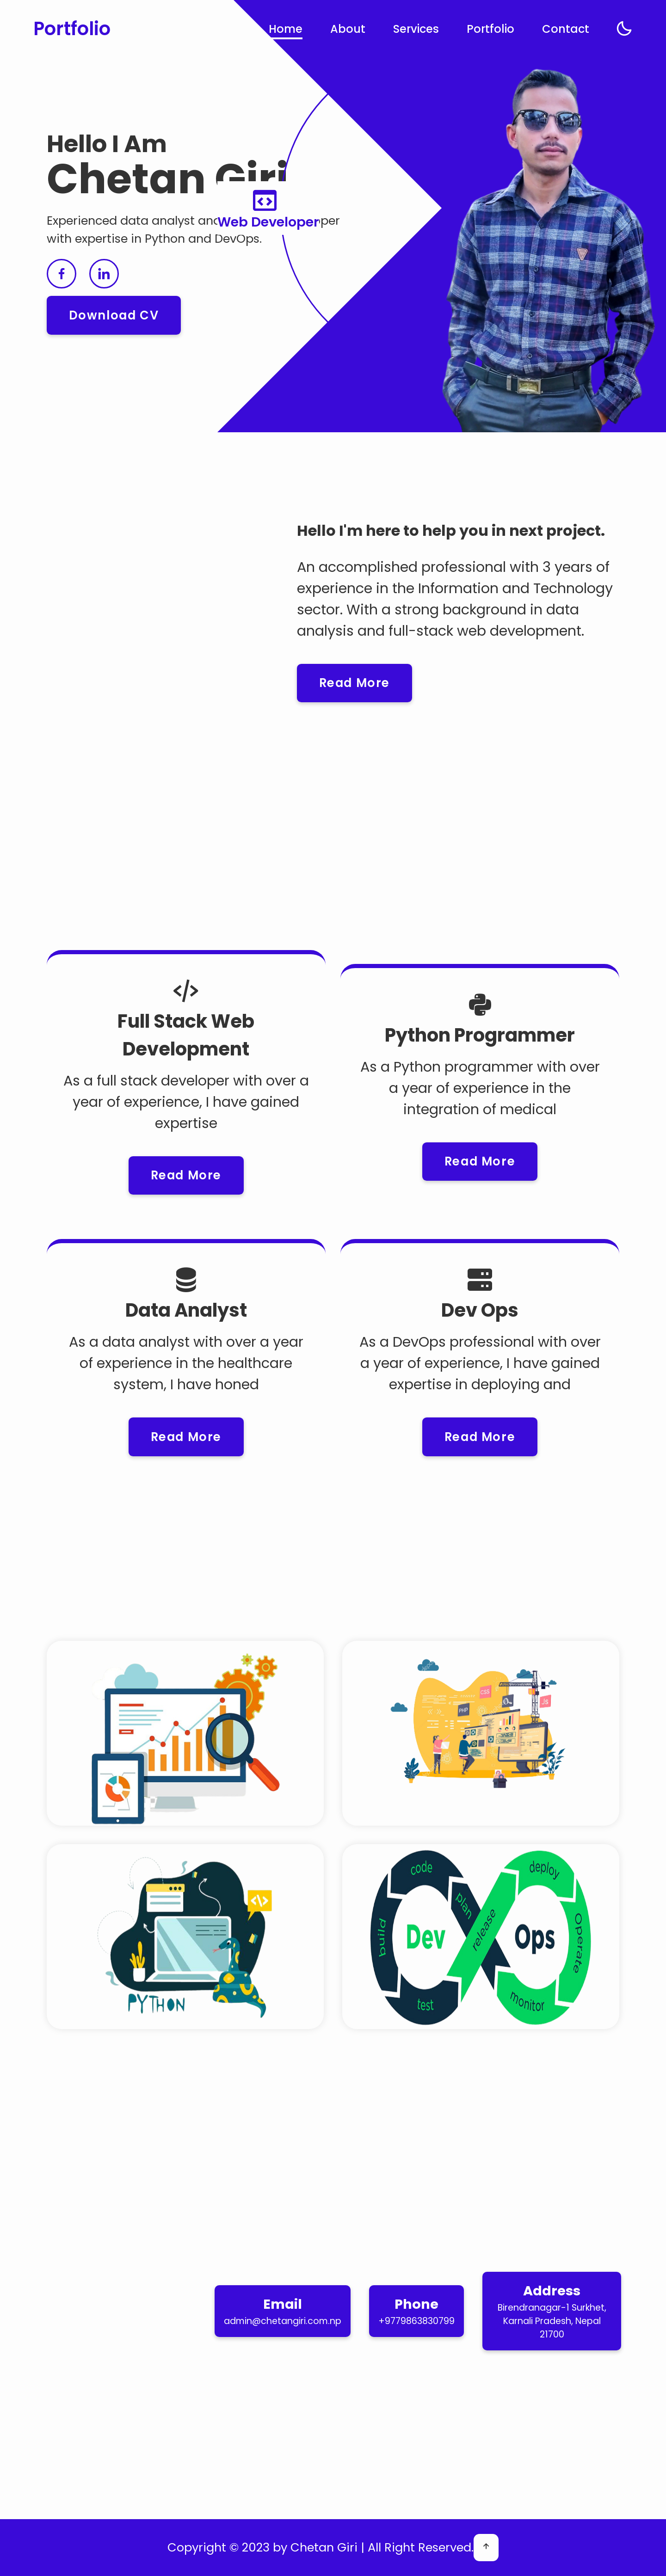 Portfolio
Home
About
Services
Portfolio
Contact
Hello I Am
Chetan Giri
Web Developer
Experienced data analyst and
per
with expertise in Python and DevOps.
Download CV
Hello I'm here to help you in next project.
An accomplished professional with 3 years of
experience in the Information and Technology
sector. With a strong background in data
analysis and full-stack web development.
Read More
Full Stack Web
Development
As a full stack developer with over a
year of experience, I have gained
expertise
Read More
Python Programmer
As a Python programmer with over
a year of experience in the
integration of medical
Read More
Data Analyst
As a data analyst with over a year
of experience in the healthcare
system, I have honed
Read More
Dev Ops
As a DevOps professional with over
a year of experience, I have gained
expertise in deploying and
Read More
PHP
PYTHON
code
build
test
plan
release
deploy
Operate
monitor
Dev
Ops
Email
admin@chetangiri.com.np
Phone
+9779863830799
Address
Birendranagar-1 Surkhet,
Karnali Pradesh, Nepal
21700
Copyright © 2023 by Chetan Giri | All Right Reserved.